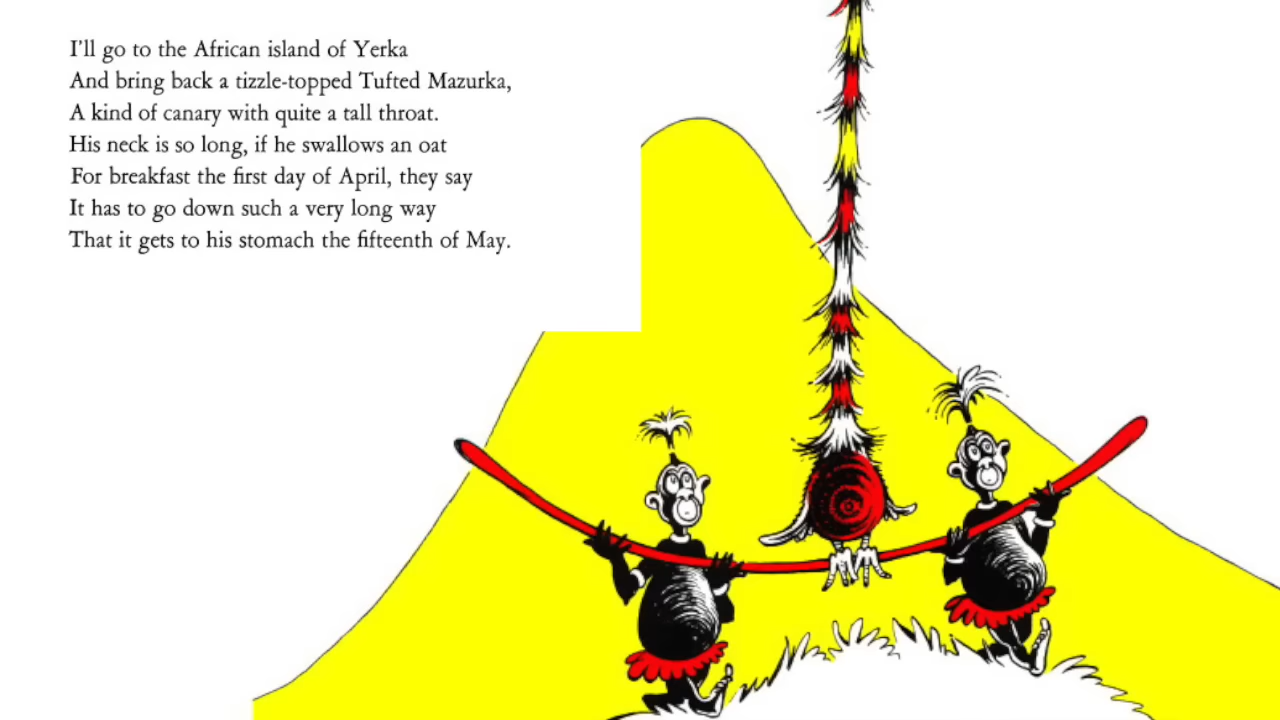 I'll go to the African island of Yerka
And bring back a tizzle-topped Tufted Mazurka,
A kind of canary with quite a tall throat.
His neck is so long, if he swallows an oat
For breakfast the first day of April, they say
It has to go down such a very long way
That it gets to his stomach the fifteenth of May.